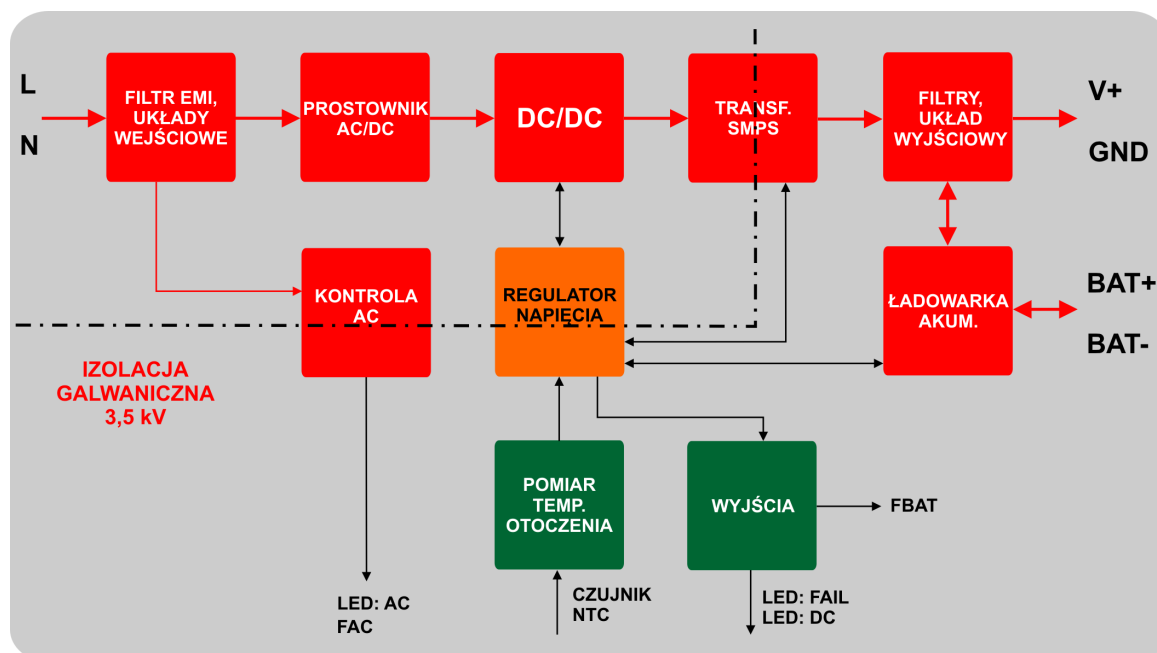 L
N
FILTR EMI,
UKŁADY
WEJŚCIOWE
PROSTOWNIK
AC/DC
DC/DC
TRANSF.
SMPS
FILTRY,
UKŁAD
WYJŚCIOWY
V+
GND
KONTROLA
AC
REGULATOR
NAPIĘCIA
ŁADOWARKA
AKUM.
BAT+
BAT-
IZOLACJA
GALWANICZNA
3,5 kV
POMIAR
TEMP.
OTOCZENIA
WYJŚCIA
FBAT
LED: AC
FAC
CZUJNIK
NTC
LED: FAIL
LED: DC